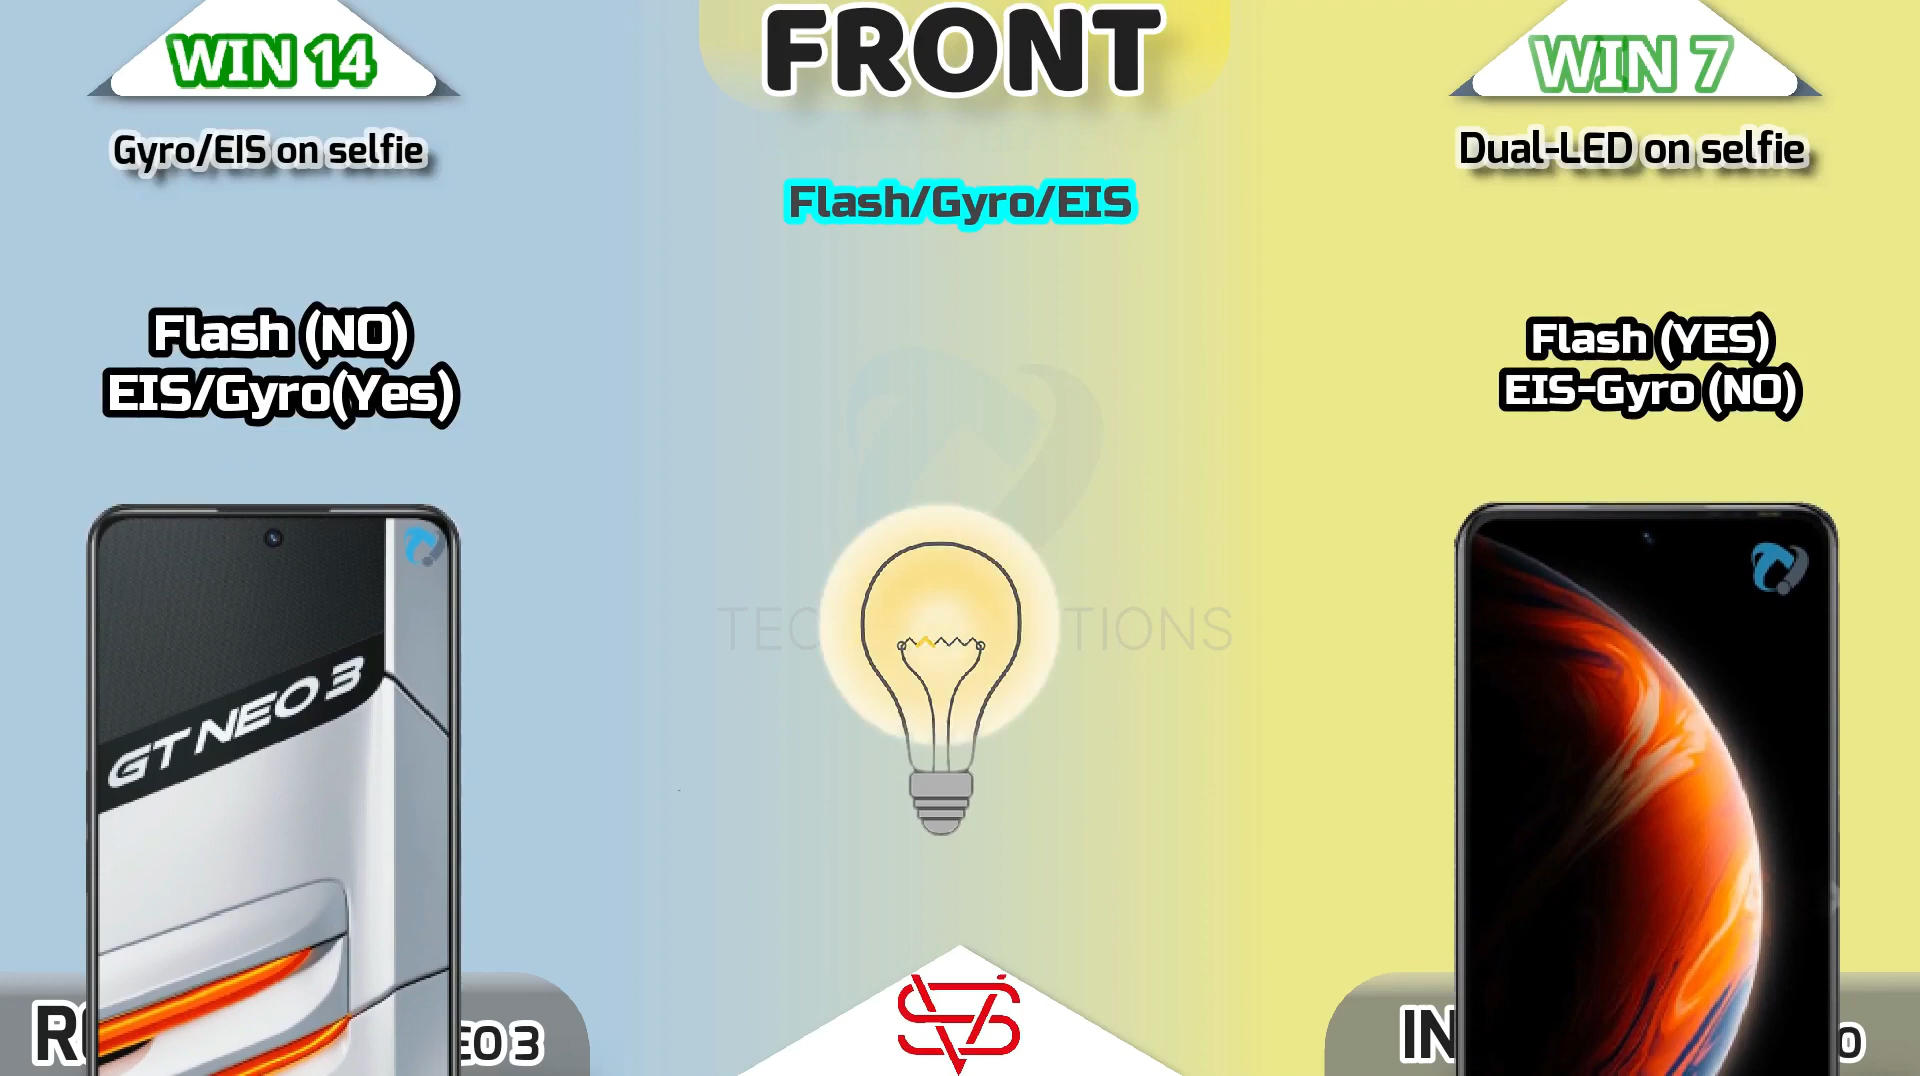 WIN 14
FRONT
WIN 7
Gyro/EIS on selfie
Dual-LED on selfie
Flash/Gyro/EIS
Flash (NO)
EIS/Gyro(Yes)
Flash (YES)
EIS-Gyro (NO)
GT NEO 3